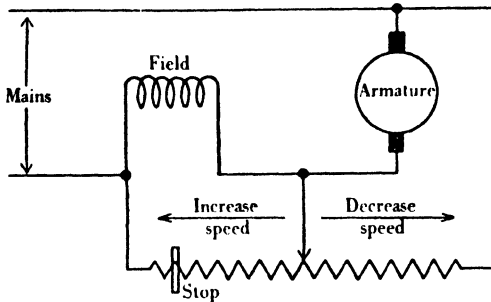 Field
Mains
Armature
Increase
speed
Decrease
speed
Stop